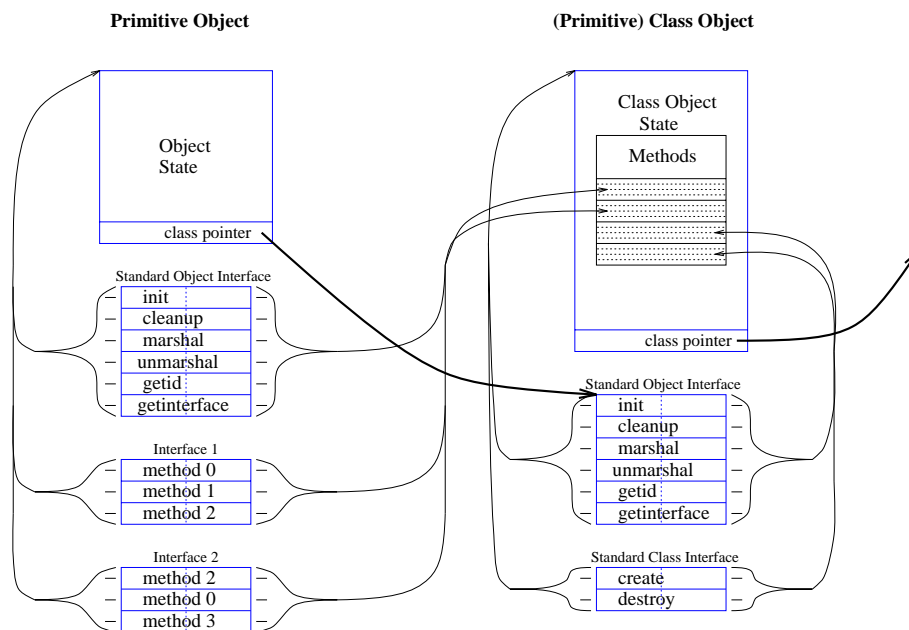 Primitive Object
Object
State
class pointer
Standard Object Interface
init
cleanup
marshal
unmarshal
getid
getinterface
Interface 1
method 0
method 1
method 2
Interface 2
method 2
method 0
method 3
(Primitive) Class Object
Class Object
State
Methods
class pointer
Standard Object Interface
init
cleanup
marshal
unmarshal
getid
getinterface
Standard Class Interface
create
destroy